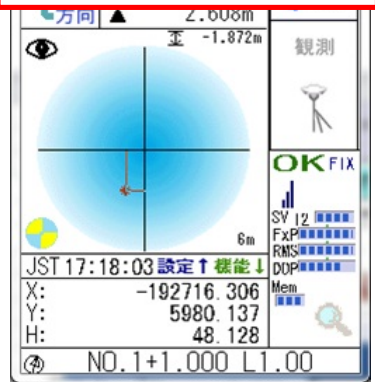 方向 2.608m
-1.872m
観測
OK FIX
SV 12
FxP
RMS
DOP
6m
JST 17:18:03 設定↑ 機能↓
Mem
X: -192716.306
Y: 5980.137
H: 48.128
NO.1+1.000 L1.00